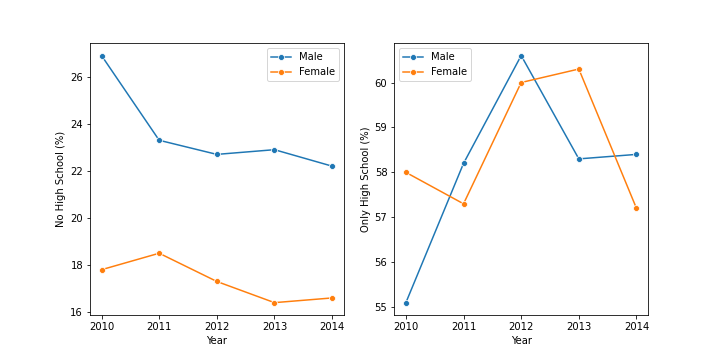 No High School (%)
26
24
22
20
18
16
2010 2011 2012 2013 2014
Year
Male
Female
Only High School (%)
60
59
58
57
56
55
2010 2011 2012 2013 2014
Year
Male
Female